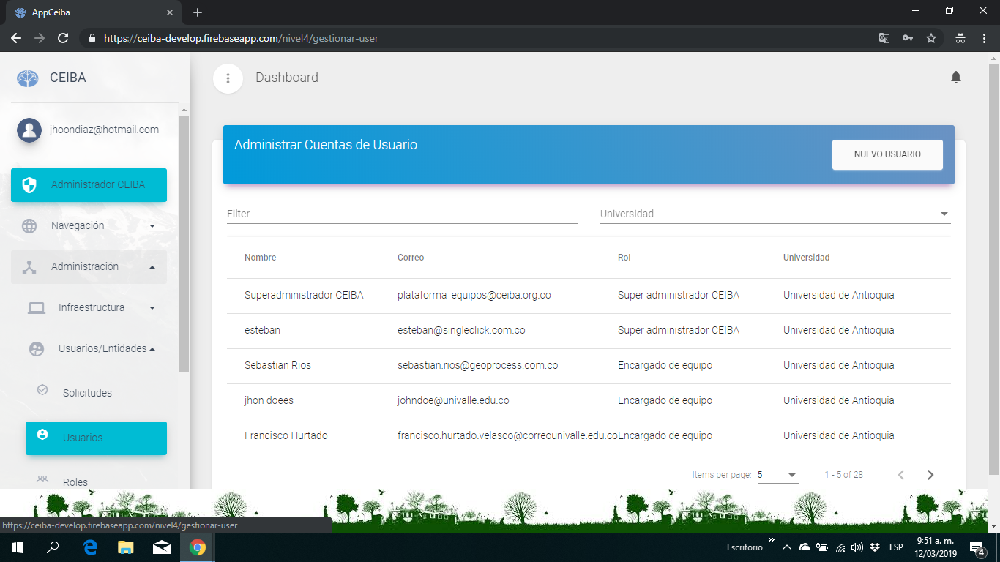 AppCeiba
https://ceiba-develop.firebaseapp.com/nivel4/gestionar-user
CEIBA
Dashboard
jhoondiaz@hotmail.com
Administrador CEIBA
Navegación
Administración
Infraestructura
Usuarios/Entidades
Solicitudes
Usuarios
Roles
Administrar Cuentas de Usuario
NUEVO USUARIO
Filter
Universidad
Nombre Correo Rol Universidad
Superadministrador CEIBA plataforma_equipos@ceiba.org.co Super administrador CEIBA Universidad de Antioquia
esteban esteban@singleclick.com.co Super administrador CEIBA Universidad de Antioquia
Sebastian Rios sebastian.rios@geoprocess.com.co Encargado de equipo Universidad de Antioquia
jhon doees johndoe@univalle.edu.co Encargado de equipo Universidad de Antioquia
Francisco Hurtado francisco.hurtado.velasco@correounivalle.edu.co Encargado de equipo Universidad de Antioquia
Items per page: 5 1 - 5 of 28
https://ceiba-develop.firebaseapp.com/nivel4/gestionar-user
Escritorio
ESP
9:51 a. m.
12/03/2019
4